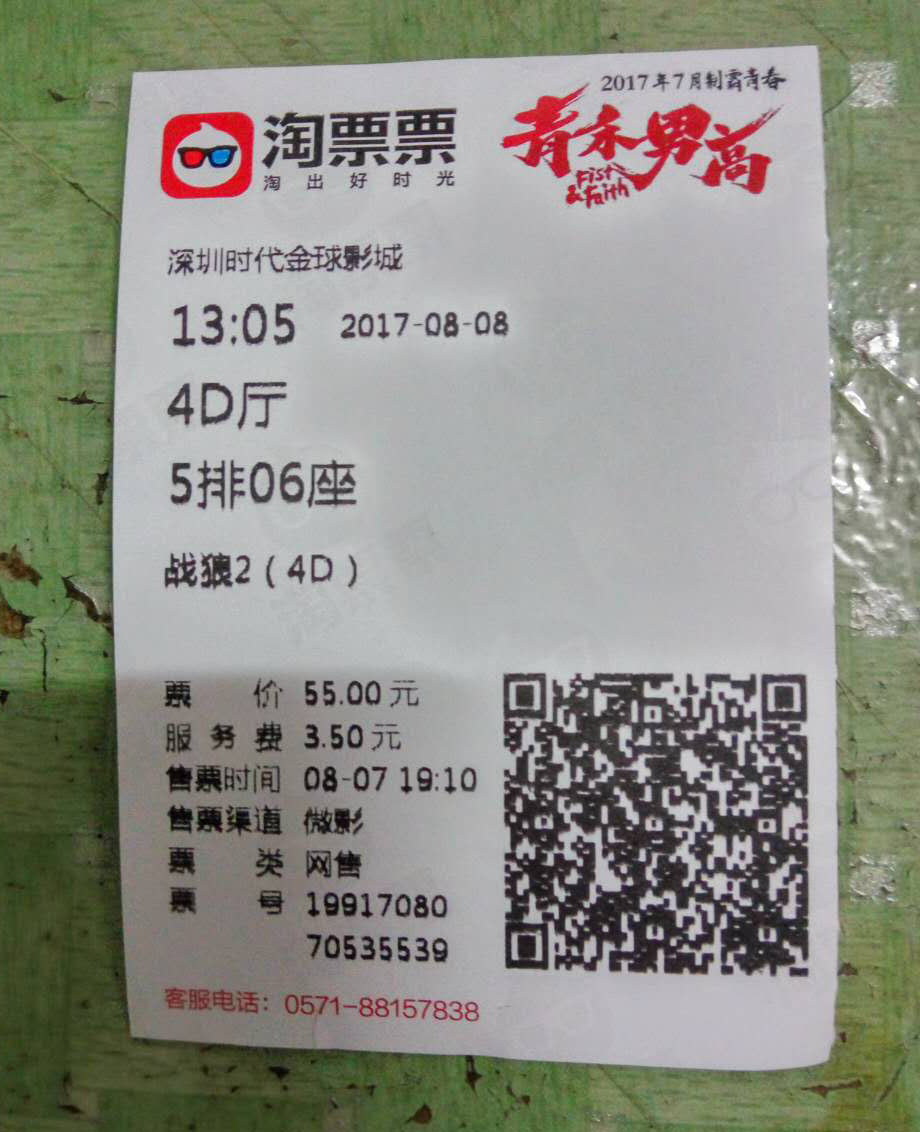 2017年7月制霸青春
淘票票
淘出好时光
青禾男高
Fist
& Faith
深圳时代金球影城
13:05 2017-08-08
4D厅
5排06座
战狼2（4D）
票 价 55.00 元
服 务 费 3.50 元
售票时间 08-07 19:10
售票渠道 微影
票 类 网售
票 号 19917080
70535539
客服电话：0571-88157838